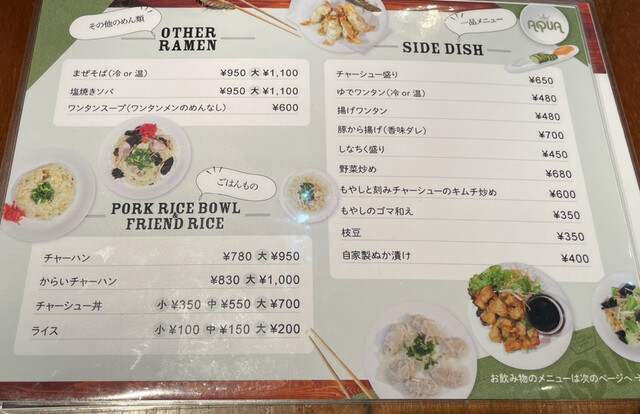 その他のめん類
OTHER
RAMEN
まぜそば(冷 or 温) ¥950 大 ¥1,100
塩焼きソバ ¥950 大 ¥1,100
ワンタンスープ(ワンタンメンのめんなし) ¥600
ごはんもの
PORK RICE BOWL
&
FRIEND RICE
チャーハン ¥780 大 ¥950
からいチャーハン ¥830 大 ¥1,000
チャーシュー丼 小 ¥350 中 ¥550 大 ¥700
ライス 小 ¥100 中 ¥150 大 ¥200
一品メニュー
AQUA
SIDE DISH
チャーシュー盛り ¥650
ゆでワンタン(冷 or 温) ¥480
揚げワンタン ¥480
豚から揚げ(香味ダレ) ¥700
しなちく盛り ¥450
野菜炒め ¥680
もやしと刻みチャーシューのキムチ炒め ¥600
もやしのゴマ和え ¥350
枝豆 ¥350
自家製ぬか漬け ¥400
お飲み物のメニューは次のページへ